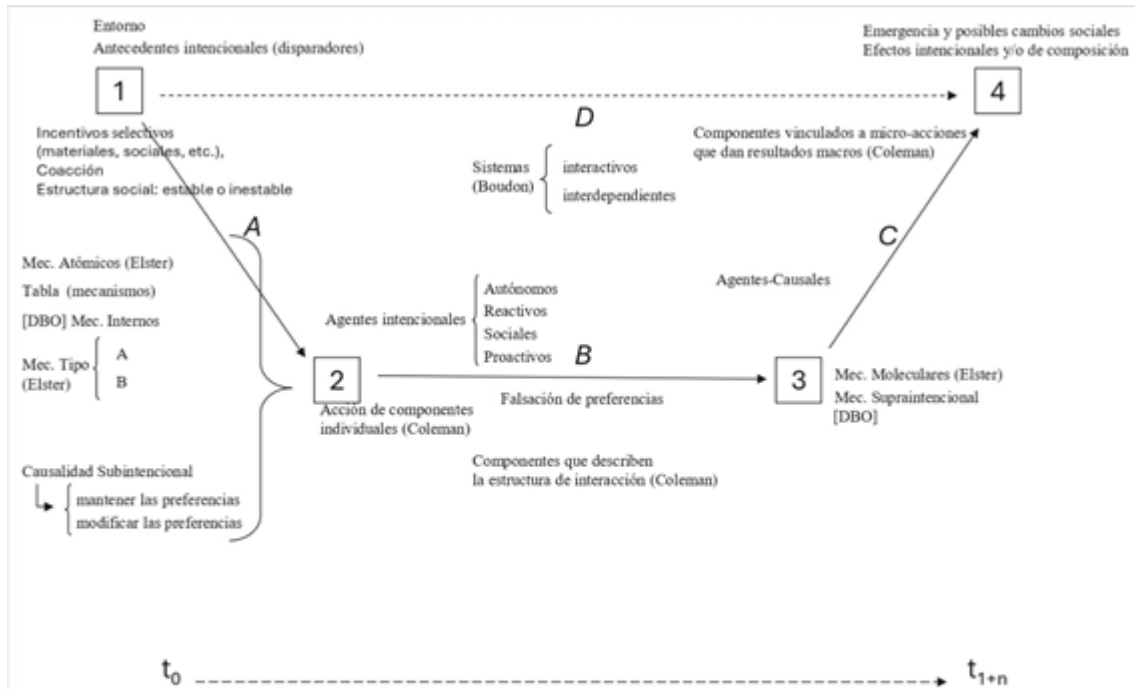 Entorno
Antecedentes intencionales (disparadores)
Emergencia y posibles cambios sociales
Efectos intencionales y/o de composición
1
4
D
Incentivos selectivos
(materiales, sociales, etc.),
Coacción
Estructura social: estable o inestable
Componentes vinculados a micro-acciones
que dan resultados macros (Coleman)
Sistemas
(Boudon)
interactivos
interdependientes
A
C
Mec. Atómicos (Elster)
Tabla (mecanismos)
[DBO] Mec. Internos
Mec. Tipo
(Elster)
A
B
Agentes intencionales
Autónomos
Reactivos
Sociales
Proactivos
Agentes-Causales
B
2
3
Acción de componentes
individuales (Coleman)
Falsación de preferencias
Mec. Moleculares (Elster)
Mec. Supraintencional
[DBO]
Componentes que describen
la estructura de interacción (Coleman)
Causalidad Subintencional
mantener las preferencias
modificar las preferencias
t0
t1+n